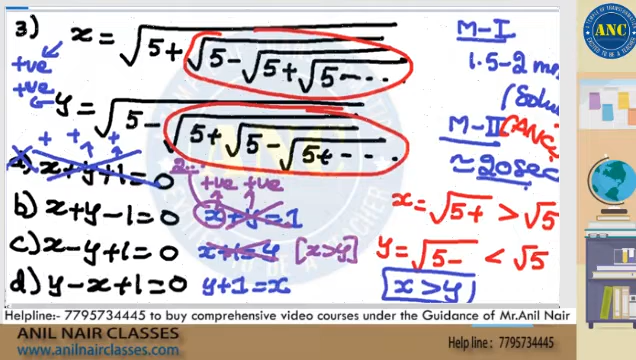 3) x = √5 + √5 - √5 + √5 - ...
+ve
+ve
y = √5 - √5 + √5 - √5 + ...
+ + +
a) x + y + 1 = 0
b) x + y - 1 = 0
c) x - y + 1 = 0
d) y - x + 1 = 0
2...
+ve +ve
x + y = 1
x + 1 = y [x > y]
y + 1 = x
M-I
1.5 - 2 m
(Solu
M-II (ANC
≈ 20 sec
x = √5+ > √5
y = √5- < √5
x > y
ANC
Helpline:- 7795734445 to buy comprehensive video courses under the Guidance of Mr.Anil Nair
ANIL NAIR CLASSES
www.anilnairclasses.com
Help line : 7795734445